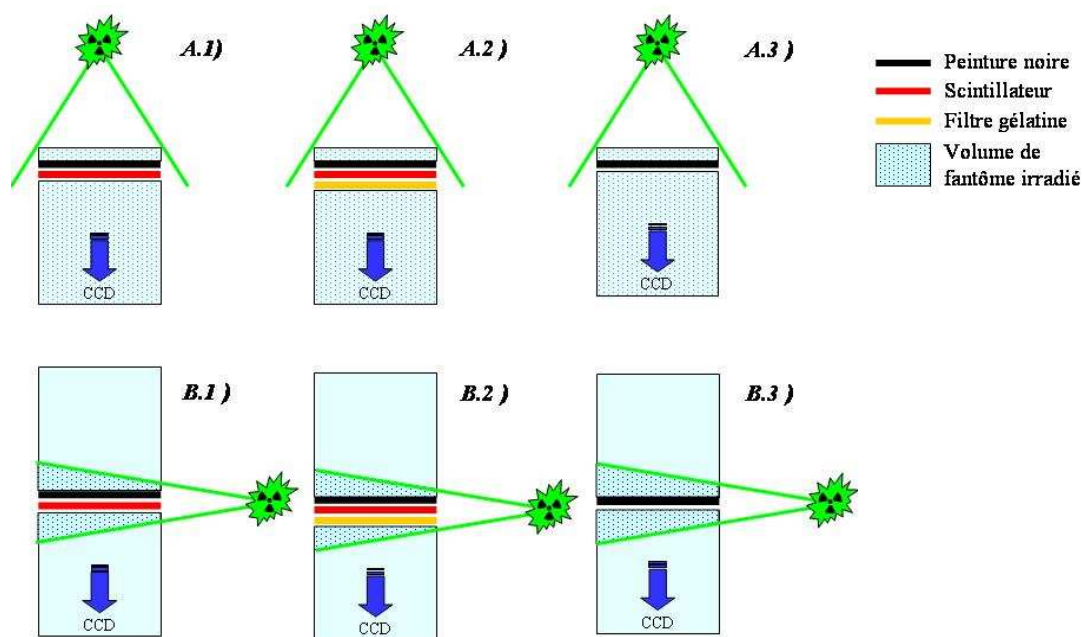 A.1)
A.2 )
A.3 )
Peinture noire
Scintillateur
Filtre gélatine
Volume de
fantôme irradié
CCD
CCD
CCD
B.1 )
B.2 )
B.3 )
CCD
CCD
CCD